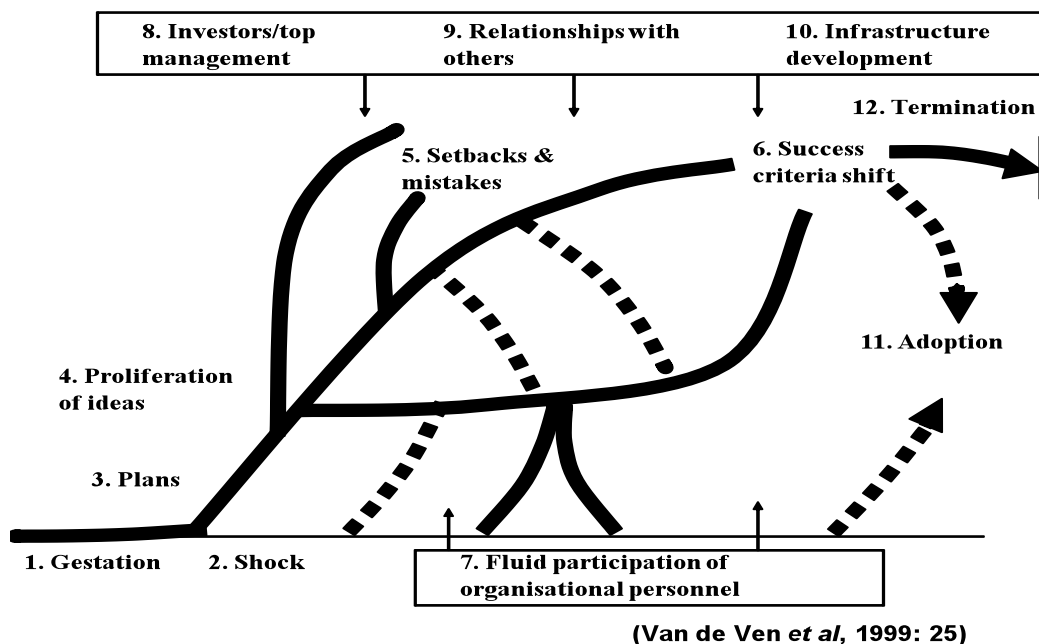 8. Investors/top
management
9. Relationships with
others
10. Infrastructure
development
12. Termination
5. Setbacks &
mistakes
6. Success
criteria shift
11. Adoption
4. Proliferation
of ideas
3. Plans
1. Gestation
2. Shock
7. Fluid participation of
organisational personnel
(Van de Ven et al, 1999: 25)